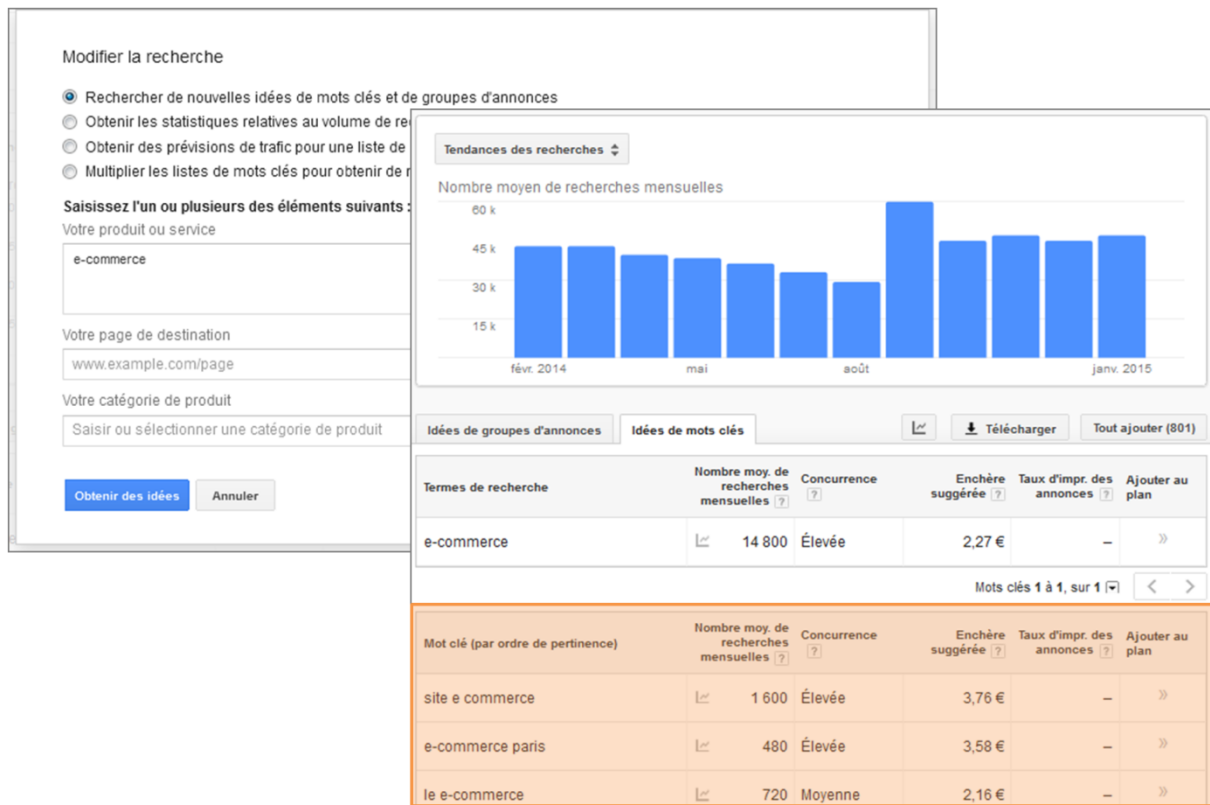 Modifier la recherche
Rechercher de nouvelles idées de mots clés et de groupes d'annonces
Obtenir les statistiques relatives au volume de
Obtenir des prévisions de trafic pour une liste de
Multiplier les listes de mots clés pour obtenir de
Saisissez l'un ou plusieurs des éléments suivants :
Votre produit ou service
e-commerce
Votre page de destination
www.example.com/page
Votre catégorie de produit
Saisir ou sélectionner une catégorie de produit
Obtenir des idées Annuler
Tendances des recherches
Nombre moyen de recherches mensuelles
60 k
45 k
30 k
15 k
févr. 2014 mai août janv. 2015
Idées de groupes d'annonces Idées de mots clés Télécharger Tout ajouter (801)
Termes de recherche Nombre moy. de recherches mensuelles ? Concurrence ? Enchère suggérée ? Taux d'impr. des annonces ? Ajouter au plan
e-commerce 14 800 Élevée 2,27 € – »
Mots clés 1 à 1, sur 1 < >
Mot clé (par ordre de pertinence) Nombre moy. de recherches mensuelles ? Concurrence ? Enchère suggérée ? Taux d'impr. des annonces ? Ajouter au plan
site e commerce 1 600 Élevée 3,76 € – »
e-commerce paris 480 Élevée 3,58 € – »
le e-commerce 720 Moyenne 2,16 € – »